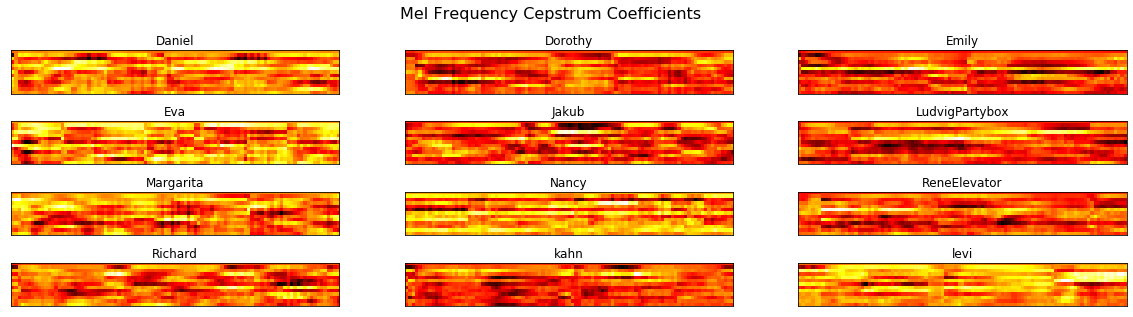 Mel Frequency Cepstrum Coefficients
Daniel
Dorothy
Emily
Eva
Jakub
LudvigPartybox
Margarita
Nancy
ReneElevator
Richard
kahn
levi